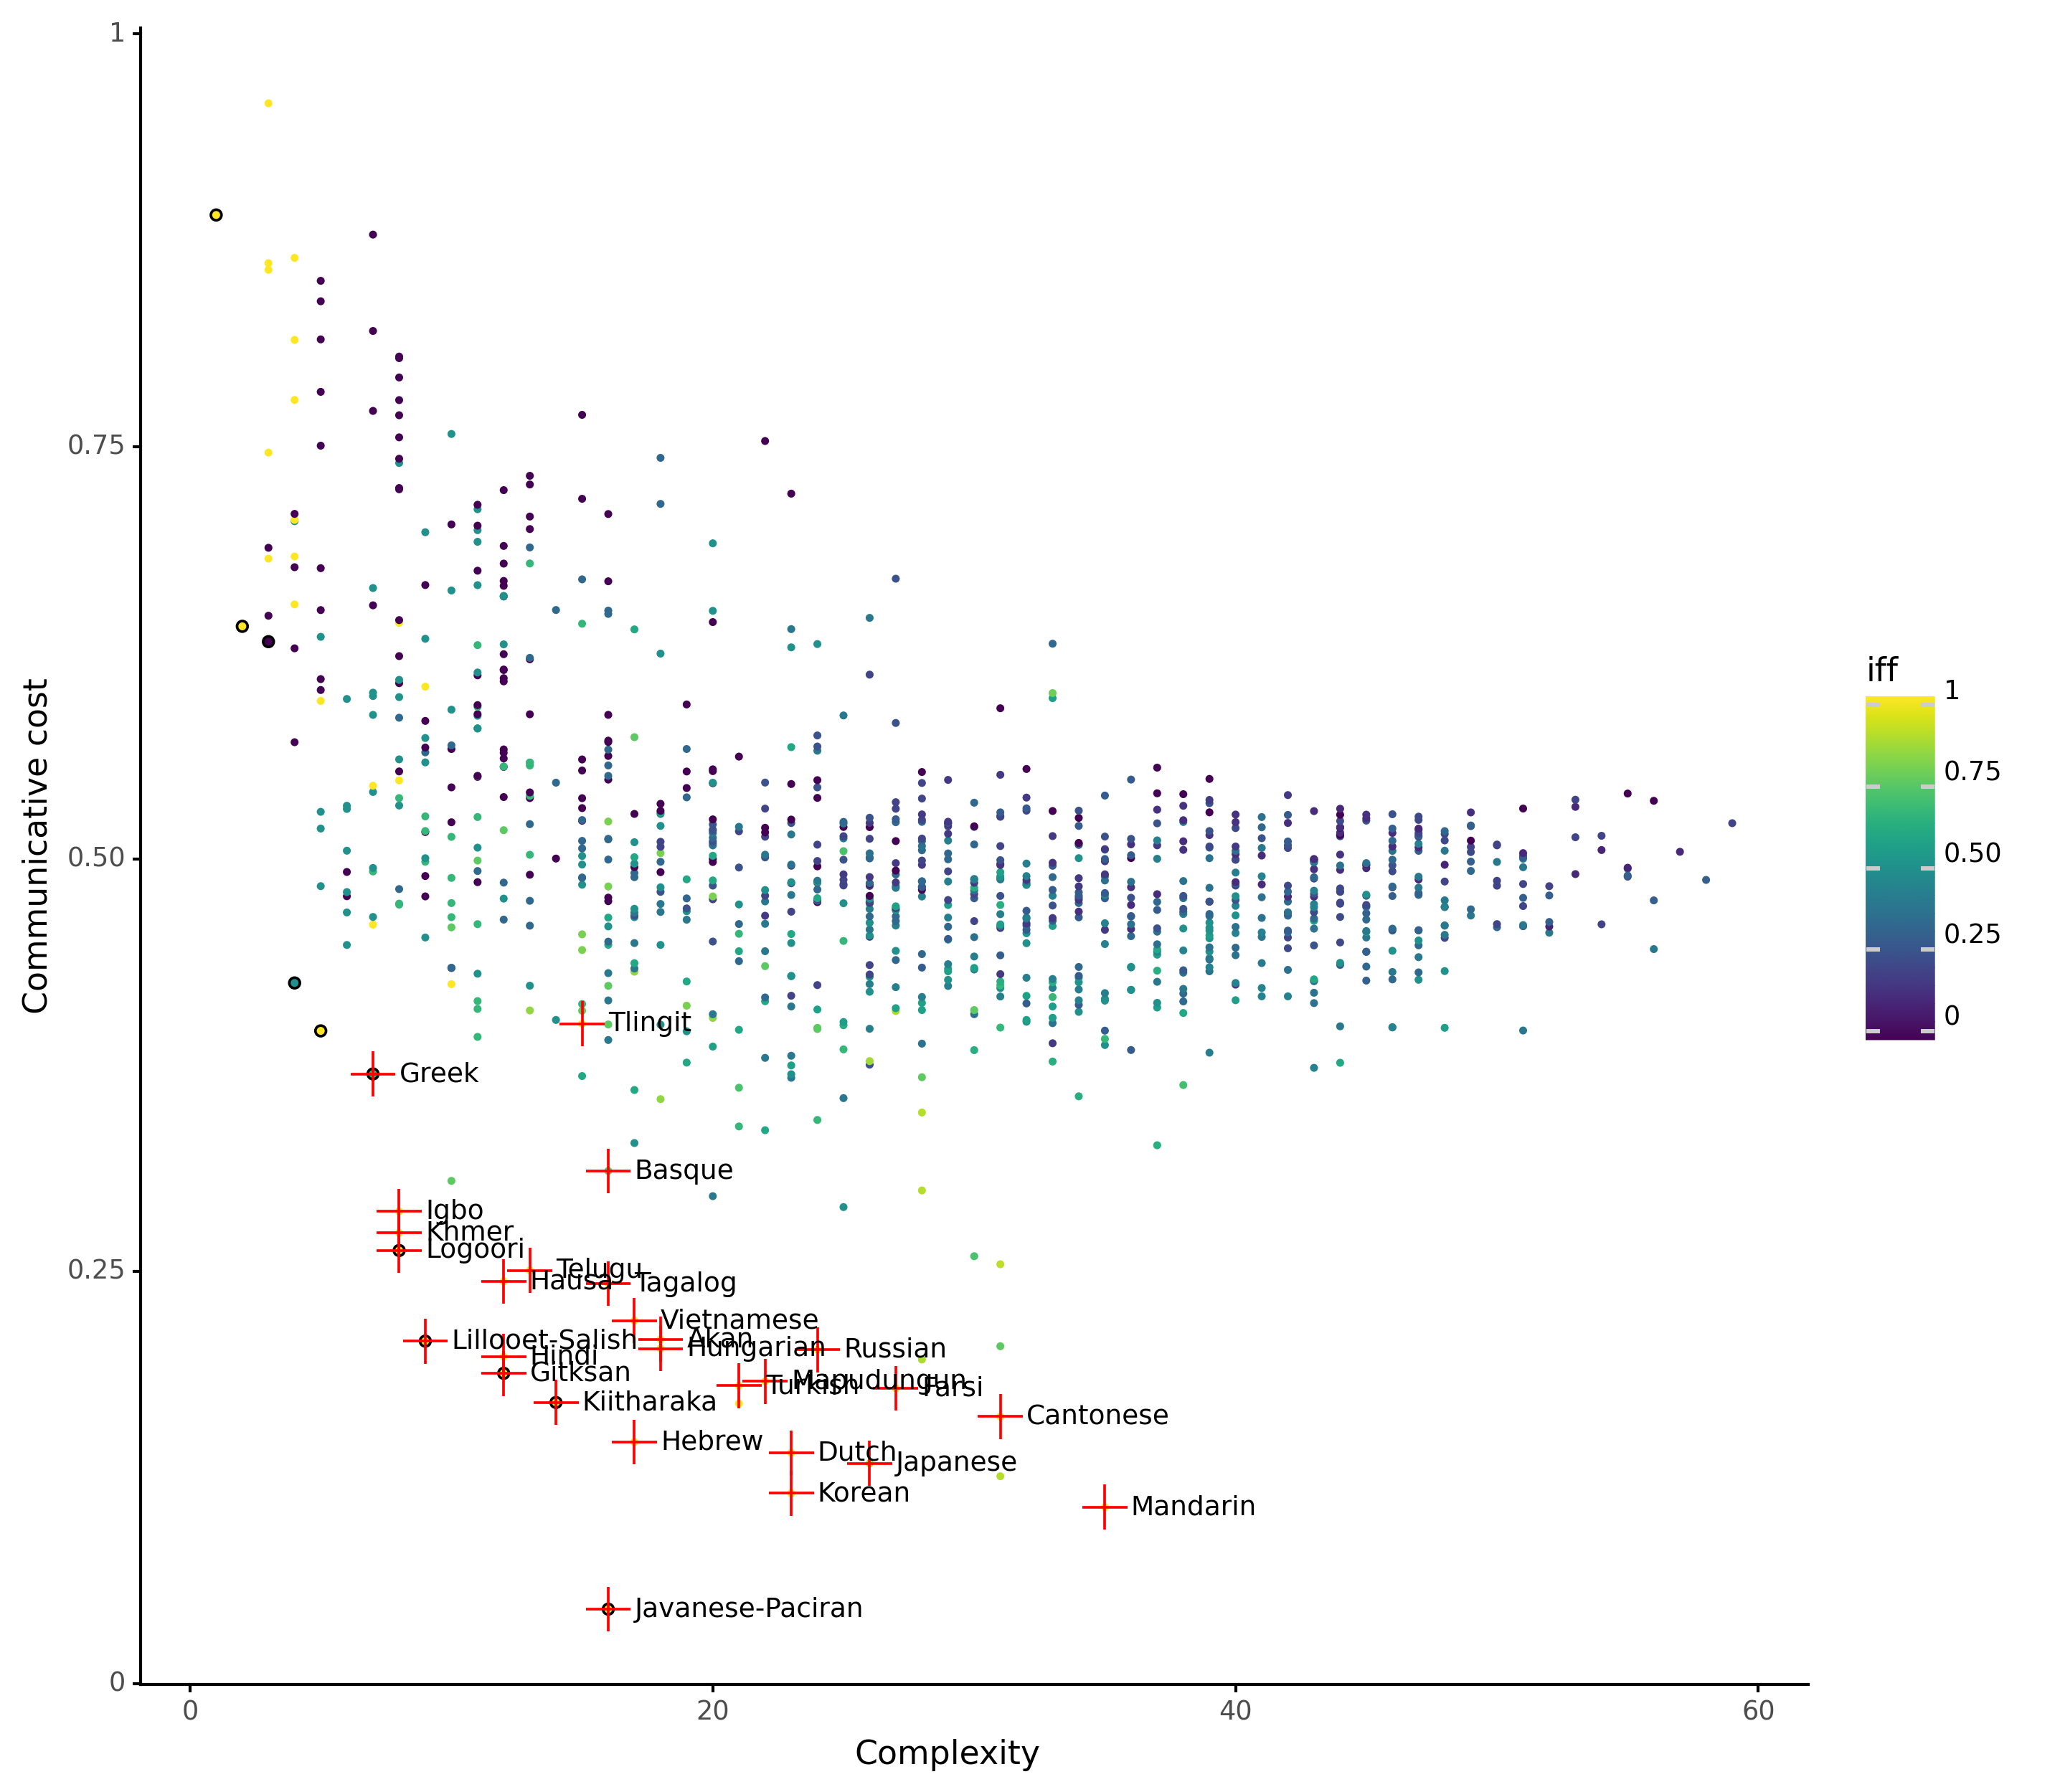 1
0.75
0.50
0.25
0
Communicative cost
0
20
40
60
Complexity
Tlingit
Greek
Basque
Igbo
Khmer
Logoori
Telugu
Hausa
Tagalog
Vietnamese
Akan
Lillooet-Salish
Hungarian
Russian
Hindi
Gitksan
Mapudungun
Turkish
Farsi
Kiitharaka
Cantonese
Hebrew
Dutch
Japanese
Korean
Mandarin
Javanese-Paciran
iff
1
0.75
0.50
0.25
0